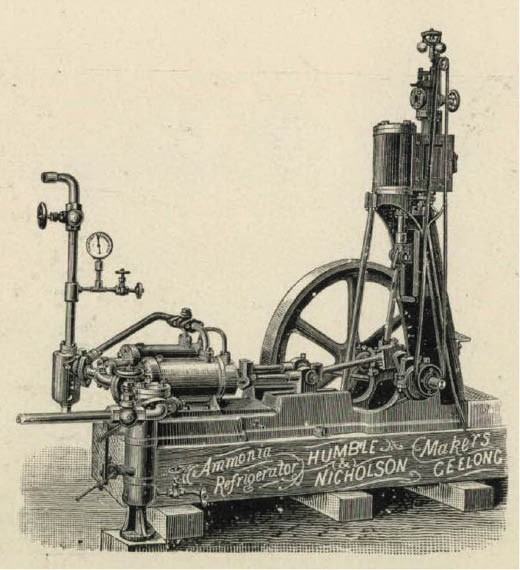 Ammonia
Refrigerator
HUMBLE
&
NICHOLSON
Makers
GEELONG